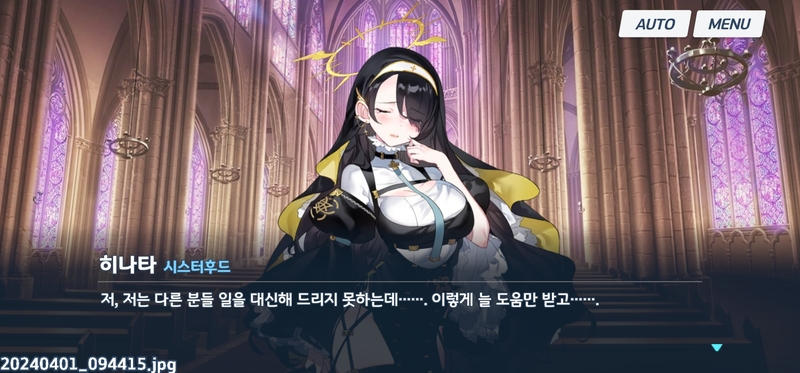 AUTO
MENU
히나타 시스터후드
저, 저는 다른 분들 일을 대신해 드리지 못하는데……. 이렇게 늘 도움만 받고…….
20240401_094415.jpg